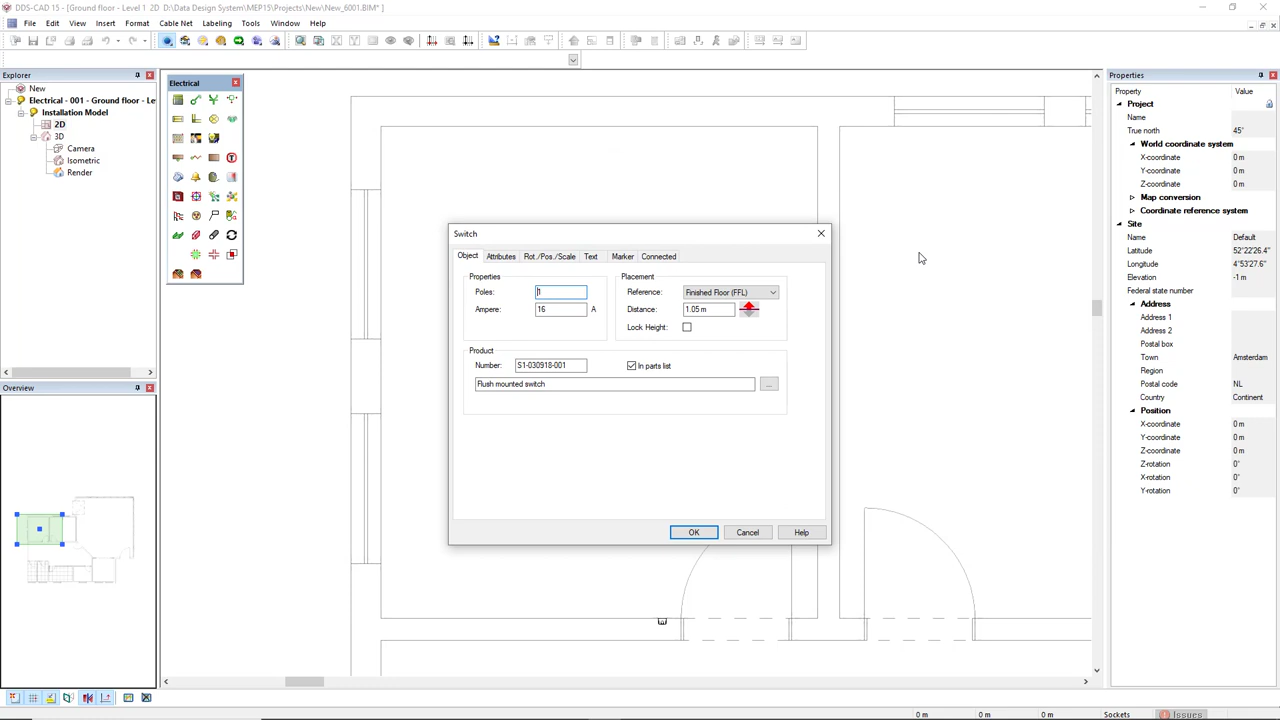 DDS-CAD 15 - [Ground floor - Level 1 2D D:\Data Design System\MEP15\Projects\New\New_6001.BIM* ]
File Edit View Insert Format Cable Net Labeling Tools Window Help
Explorer
New
Electrical - 001 - Ground floor - Le
Installation Model
2D
3D
Camera
Isometric
Render
Overview
Electrical
Switch
Object Attributes Rot./Pos./Scale Text Marker Connected
Properties
Poles: 1
Ampere: 16 A
Placement
Reference: Finished Floor (FFL)
Distance: 1.05 m
Lock Height:
Product
Number: S1-030918-001 In parts list
Flush mounted switch ...
OK Cancel Help
Properties
Property Value
Project
Name
True north 45°
World coordinate system
X-coordinate 0 m
Y-coordinate 0 m
Z-coordinate 0 m
Map conversion
Coordinate reference system
Site
Name Default
Latitude 52°22'26.4"
Longitude 4°53'27.6"
Elevation -1 m
Federal state number
Address
Address 1
Address 2
Postal box
Town Amsterdam
Region
Postal code NL
Country Continent
Position
X-coordinate 0 m
Y-coordinate 0 m
Z-coordinate 0 m
Z-rotation 0°
X-rotation 0°
Y-rotation 0°
0 m 0 m 0 m Sockets Issues